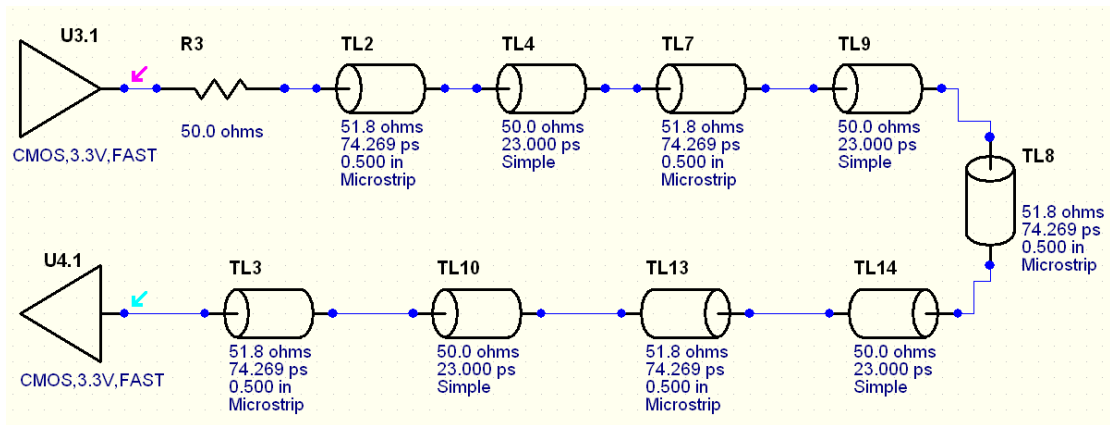 U3.1
CMOS,3.3V,FAST
R3
50.0 ohms
TL2
51.8 ohms
74.269 ps
0.500 in
Microstrip
TL4
50.0 ohms
23.000 ps
Simple
TL7
51.8 ohms
74.269 ps
0.500 in
Microstrip
TL9
50.0 ohms
23.000 ps
Simple
TL8
51.8 ohms
74.269 ps
0.500 in
Microstrip
U4.1
CMOS,3.3V,FAST
TL3
51.8 ohms
74.269 ps
0.500 in
Microstrip
TL10
50.0 ohms
23.000 ps
Simple
TL13
51.8 ohms
74.269 ps
0.500 in
Microstrip
TL14
50.0 ohms
23.000 ps
Simple